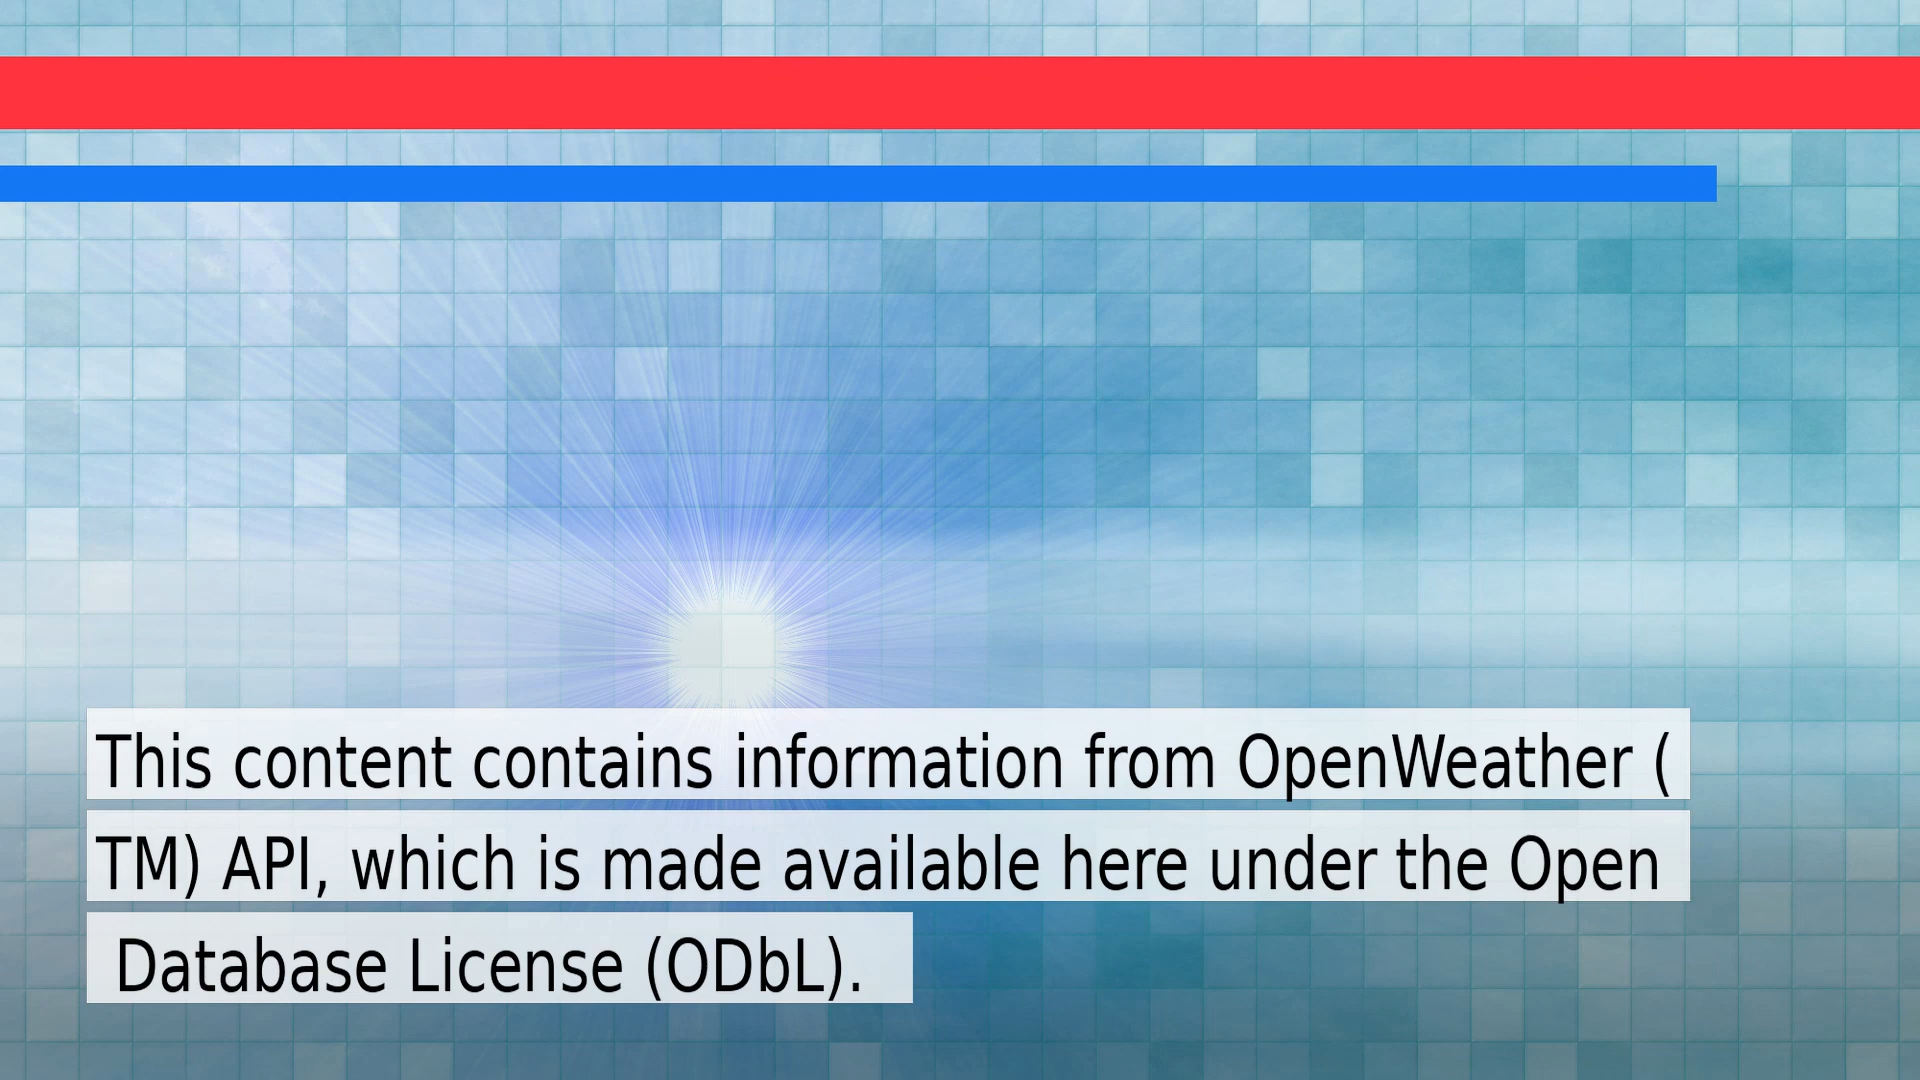 This content contains information from OpenWeather (
TM) API, which is made available here under the Open
Database License (ODbL).